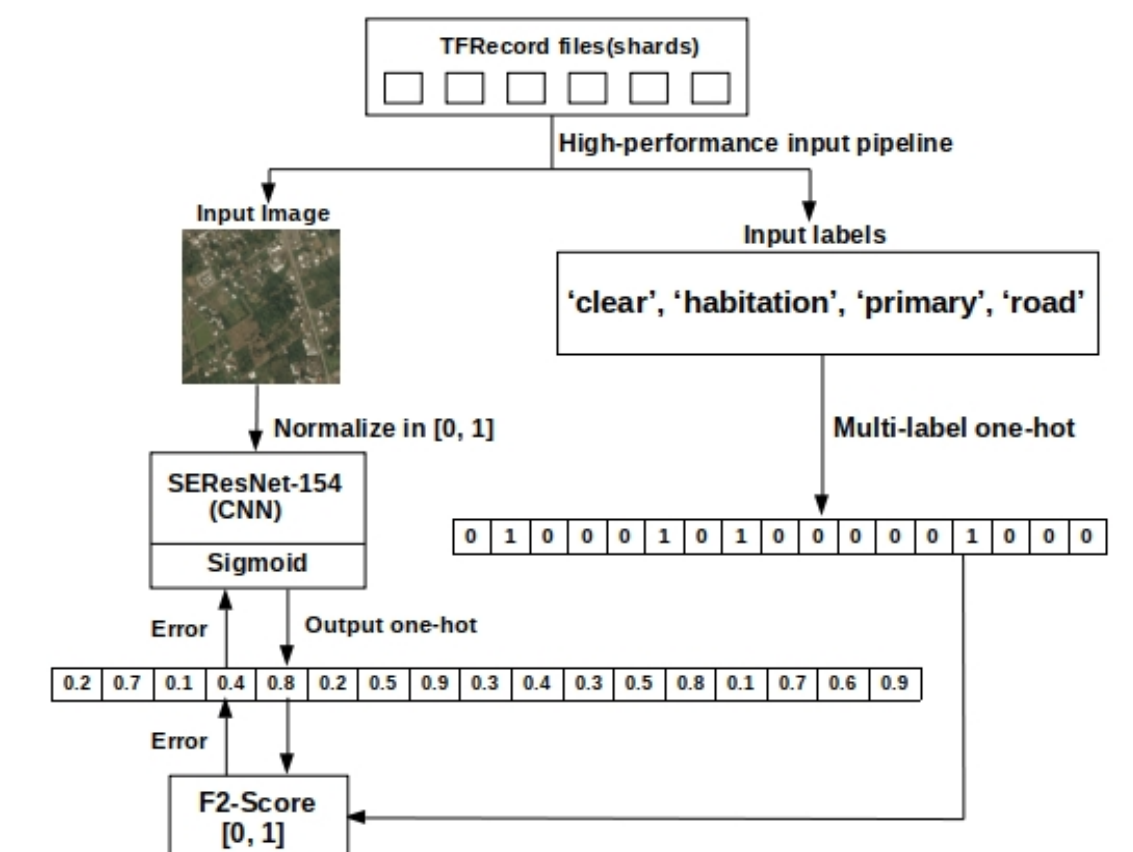 TFRecord files(shards)
High-performance input pipeline
Input Image
Input labels
‘clear’, ‘habitation’, ‘primary’, ‘road’
Normalize in [0, 1]
Multi-label one-hot
SEResNet-154
(CNN)
Sigmoid
0 1 0 0 0 1 0 1 0 0 0 0 0 1 0 0 0
Error
Output one-hot
0.2 0.7 0.1 0.4 0.8 0.2 0.5 0.9 0.3 0.4 0.3 0.5 0.8 0.1 0.7 0.6 0.9
Error
F2-Score
[0, 1]